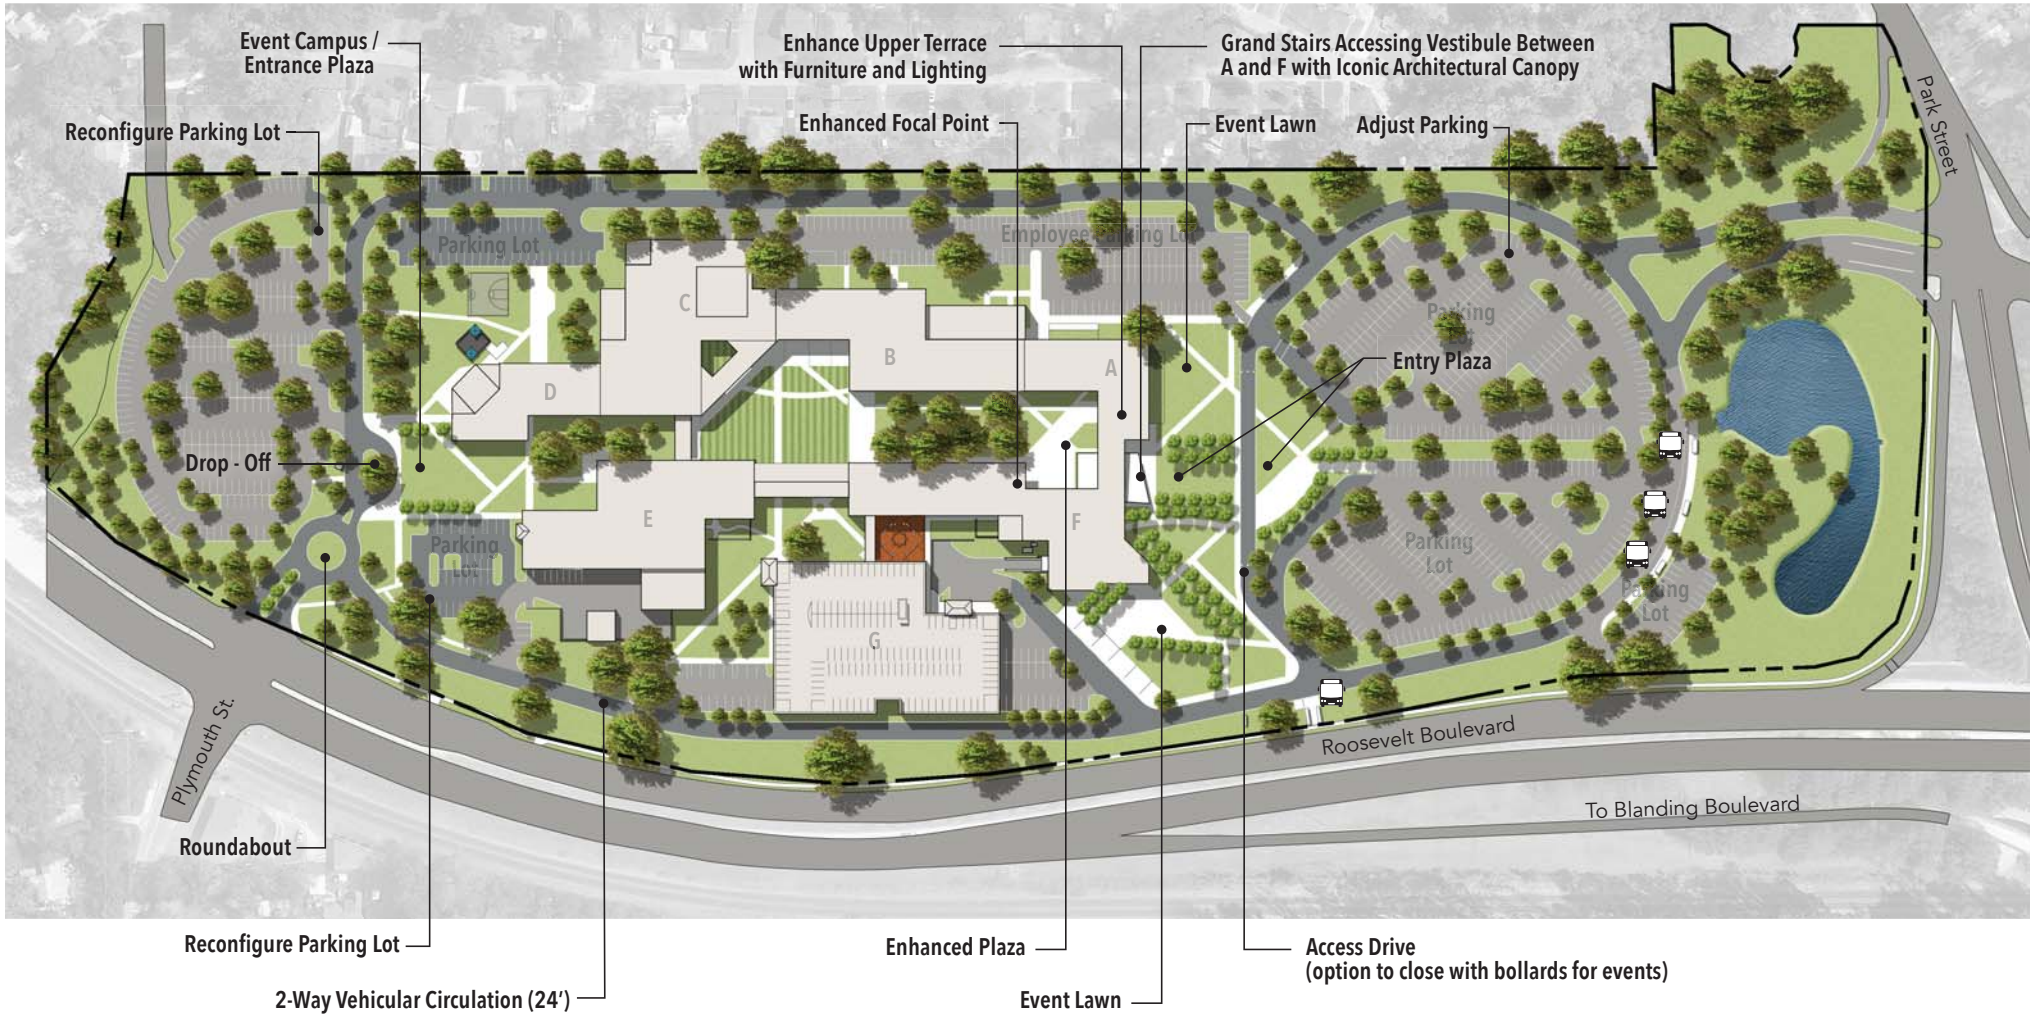 Event Campus /
Entrance Plaza
Enhance Upper Terrace
with Furniture and Lighting
Grand Stairs Accessing Vestibule Between
A and F with Iconic Architectural Canopy
Reconfigure Parking Lot
Enhanced Focal Point
Event Lawn
Adjust Parking
Park Street
Parking Lot
Employee Parking Lot
C
Parking
Lot
B
A
Entry Plaza
D
Drop - Off
E
F
Parking
Lot
Parking
Lot
Parking
Lot
G
Plymouth St.
Roosevelt Boulevard
To Blanding Boulevard
Roundabout
Reconfigure Parking Lot
Enhanced Plaza
Access Drive
(option to close with bollards for events)
2-Way Vehicular Circulation (24')
Event Lawn